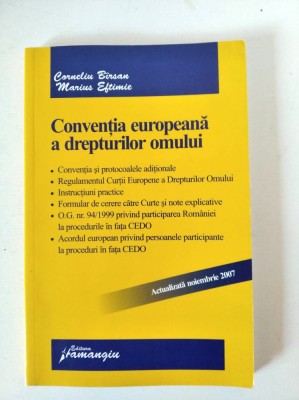 Corneliu Bîrsan
Marius Eftimie
Convenția europeană
a drepturilor omului
• Convenția și protocoalele adiționale
• Regulamentul Curții Europene a Drepturilor Omului
• Instrucțiuni practice
• Formular de cerere către Curte și note explicative
• O.G. nr. 94/1999 privind participarea României
la procedurile în fața CEDO
• Acordul european privind persoanele participante
la proceduri în fața CEDO
Actualizată noiembrie 2007
Editura
hamangiu